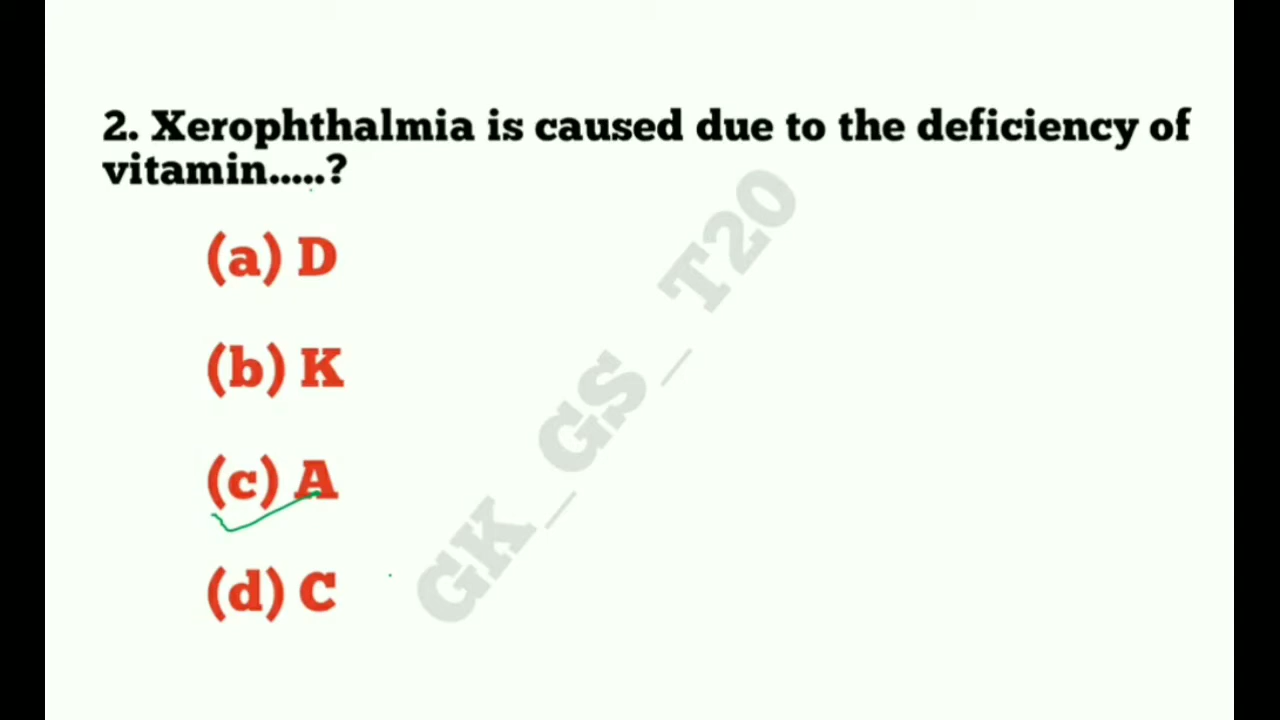 2. Xerophthalmia is caused due to the deficiency of
vitamin.....?
(a) D
(b) K
(c) A
(d) C
GK_GS_T20